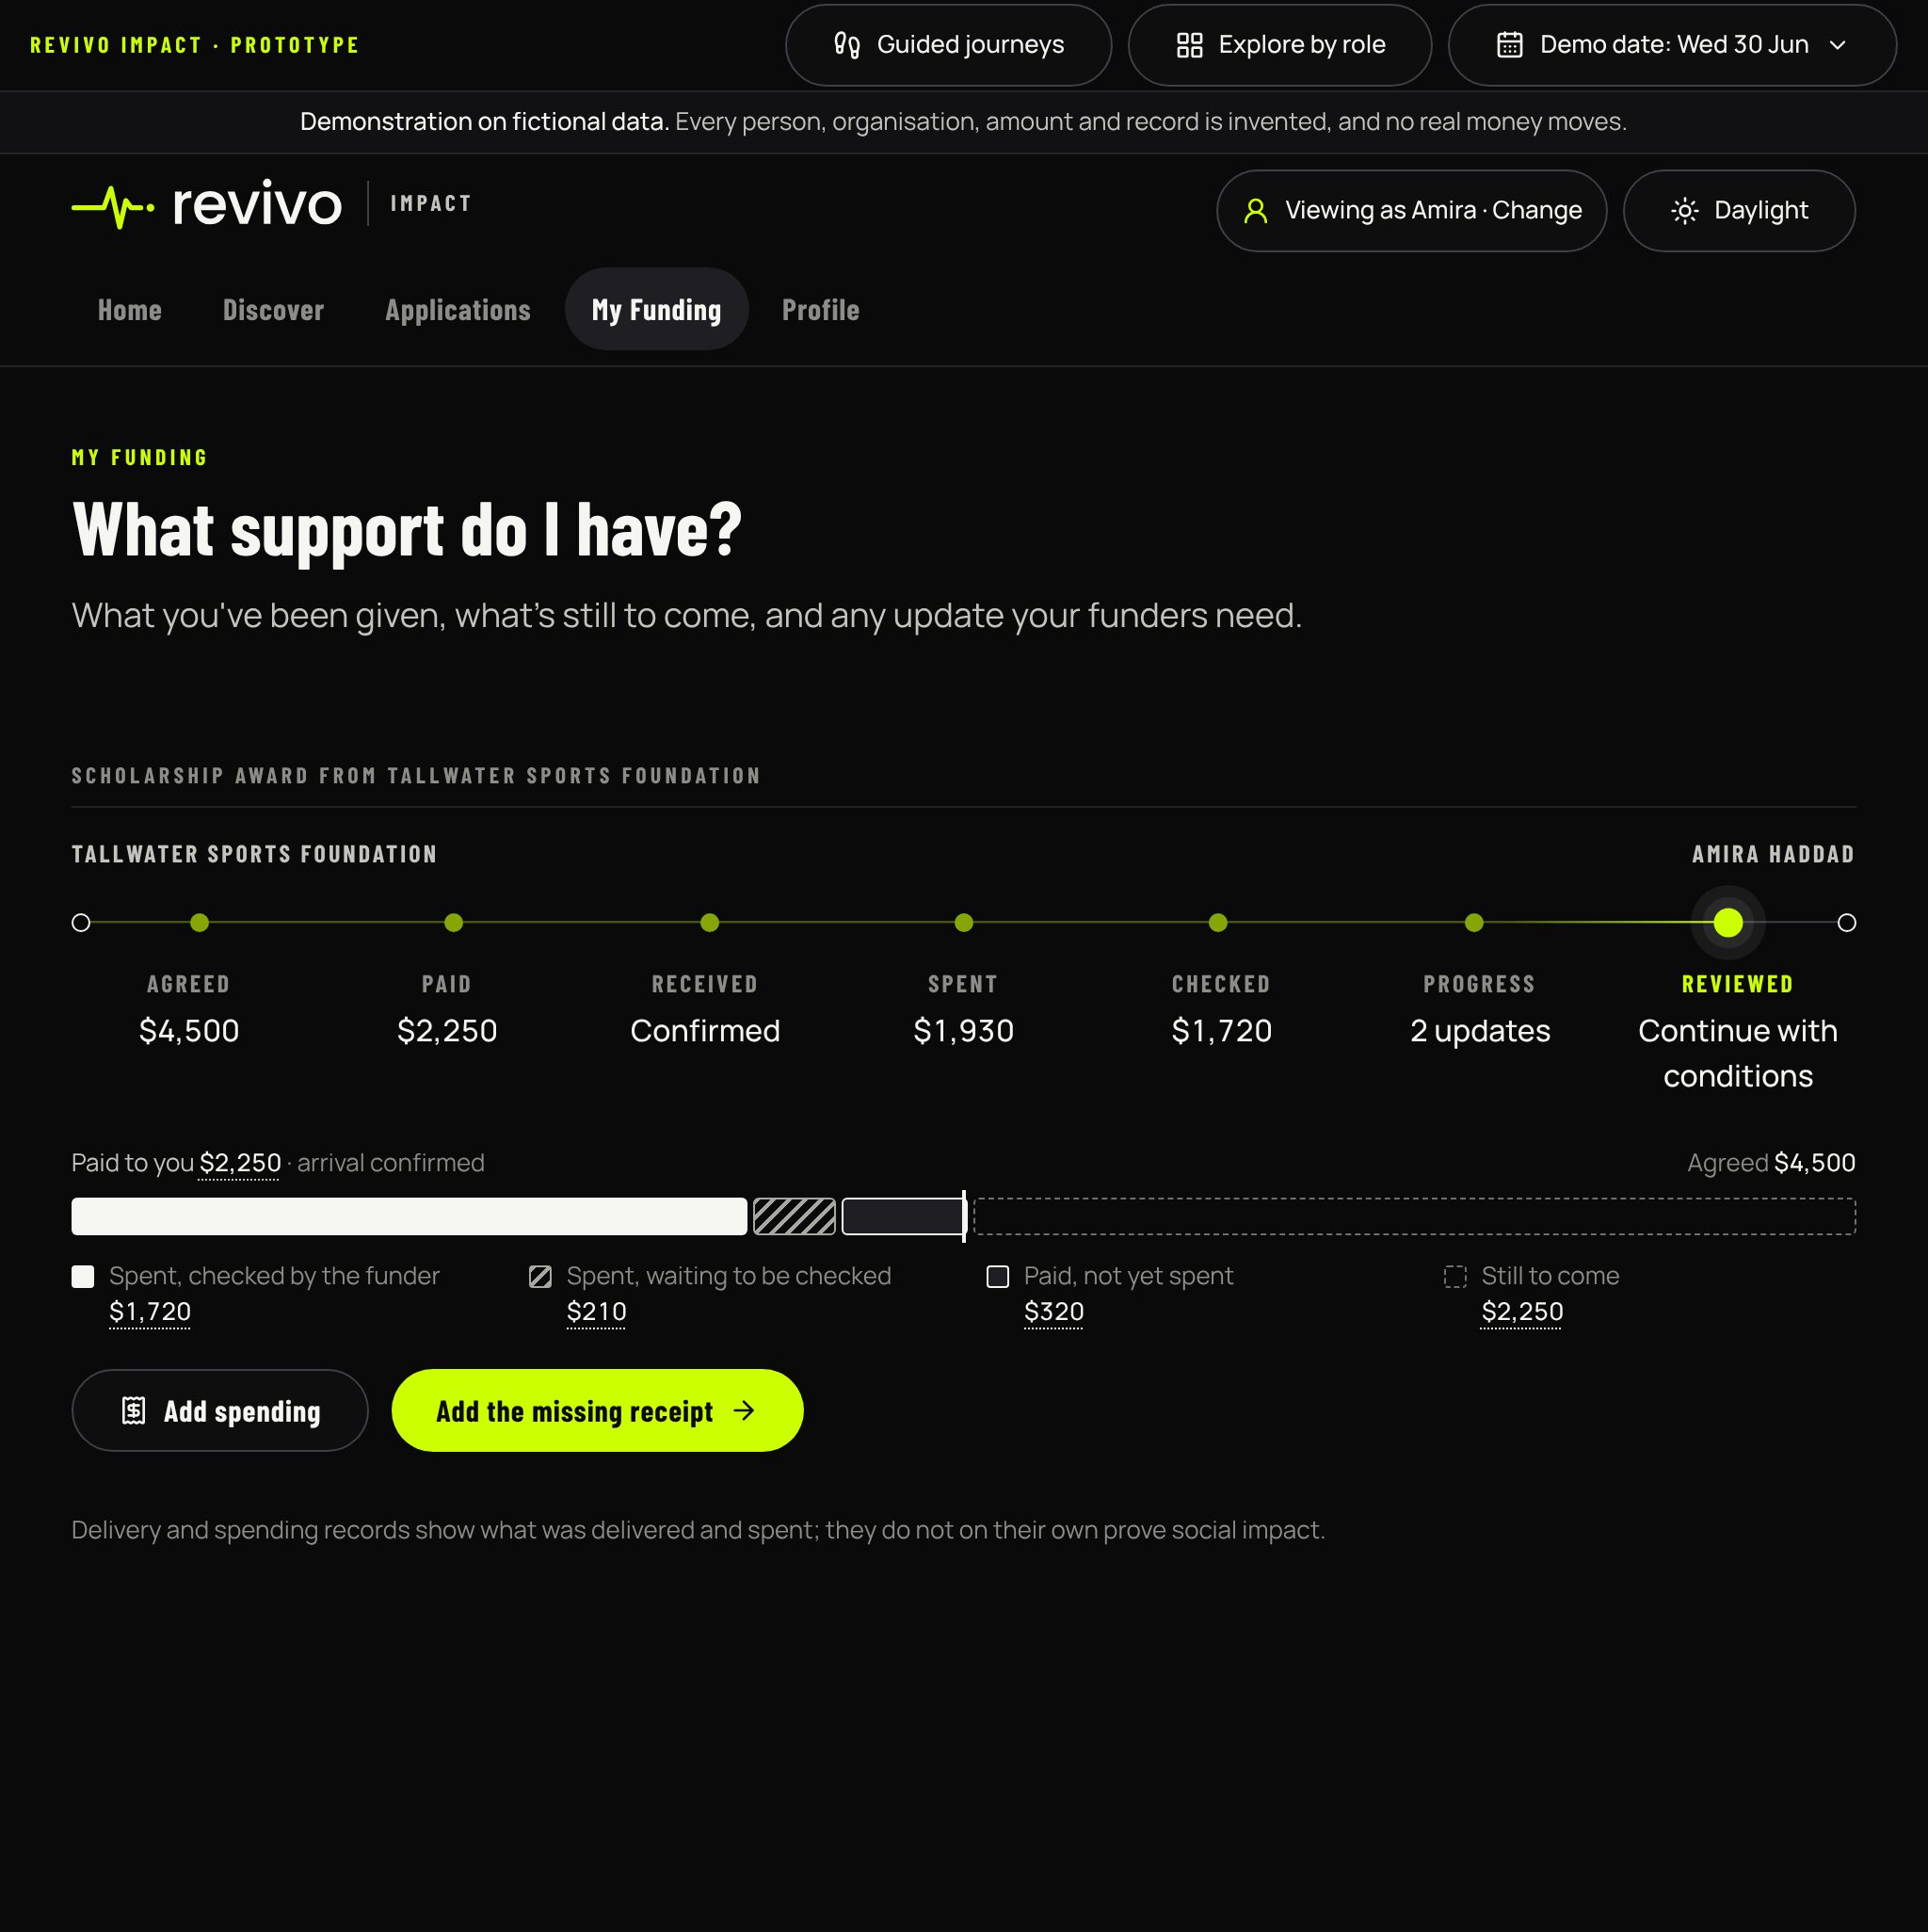 REVIVO IMPACT · PROTOTYPE
Guided journeys
Explore by role
Demo date: Wed 30 Jun
Demonstration on fictional data. Every person, organisation, amount and record is invented, and no real money moves.
revivo
IMPACT
Viewing as Amira · Change
Daylight
Home
Discover
Applications
My Funding
Profile
MY FUNDING
What support do I have?
What you've been given, what’s still to come, and any update your funders need.
SCHOLARSHIP AWARD FROM TALLWATER SPORTS FOUNDATION
TALLWATER SPORTS FOUNDATION
AMIRA HADDAD
AGREED
$4,500
PAID
$2,250
RECEIVED
Confirmed
SPENT
$1,930
CHECKED
$1,720
PROGRESS
2 updates
REVIEWED
Continue with
conditions
Paid to you $2,250 · arrival confirmed
Agreed $4,500
Spent, checked by the funder
$1,720
Spent, waiting to be checked
$210
Paid, not yet spent
$320
Still to come
$2,250
Add spending
Add the missing receipt
Delivery and spending records show what was delivered and spent; they do not on their own prove social impact.